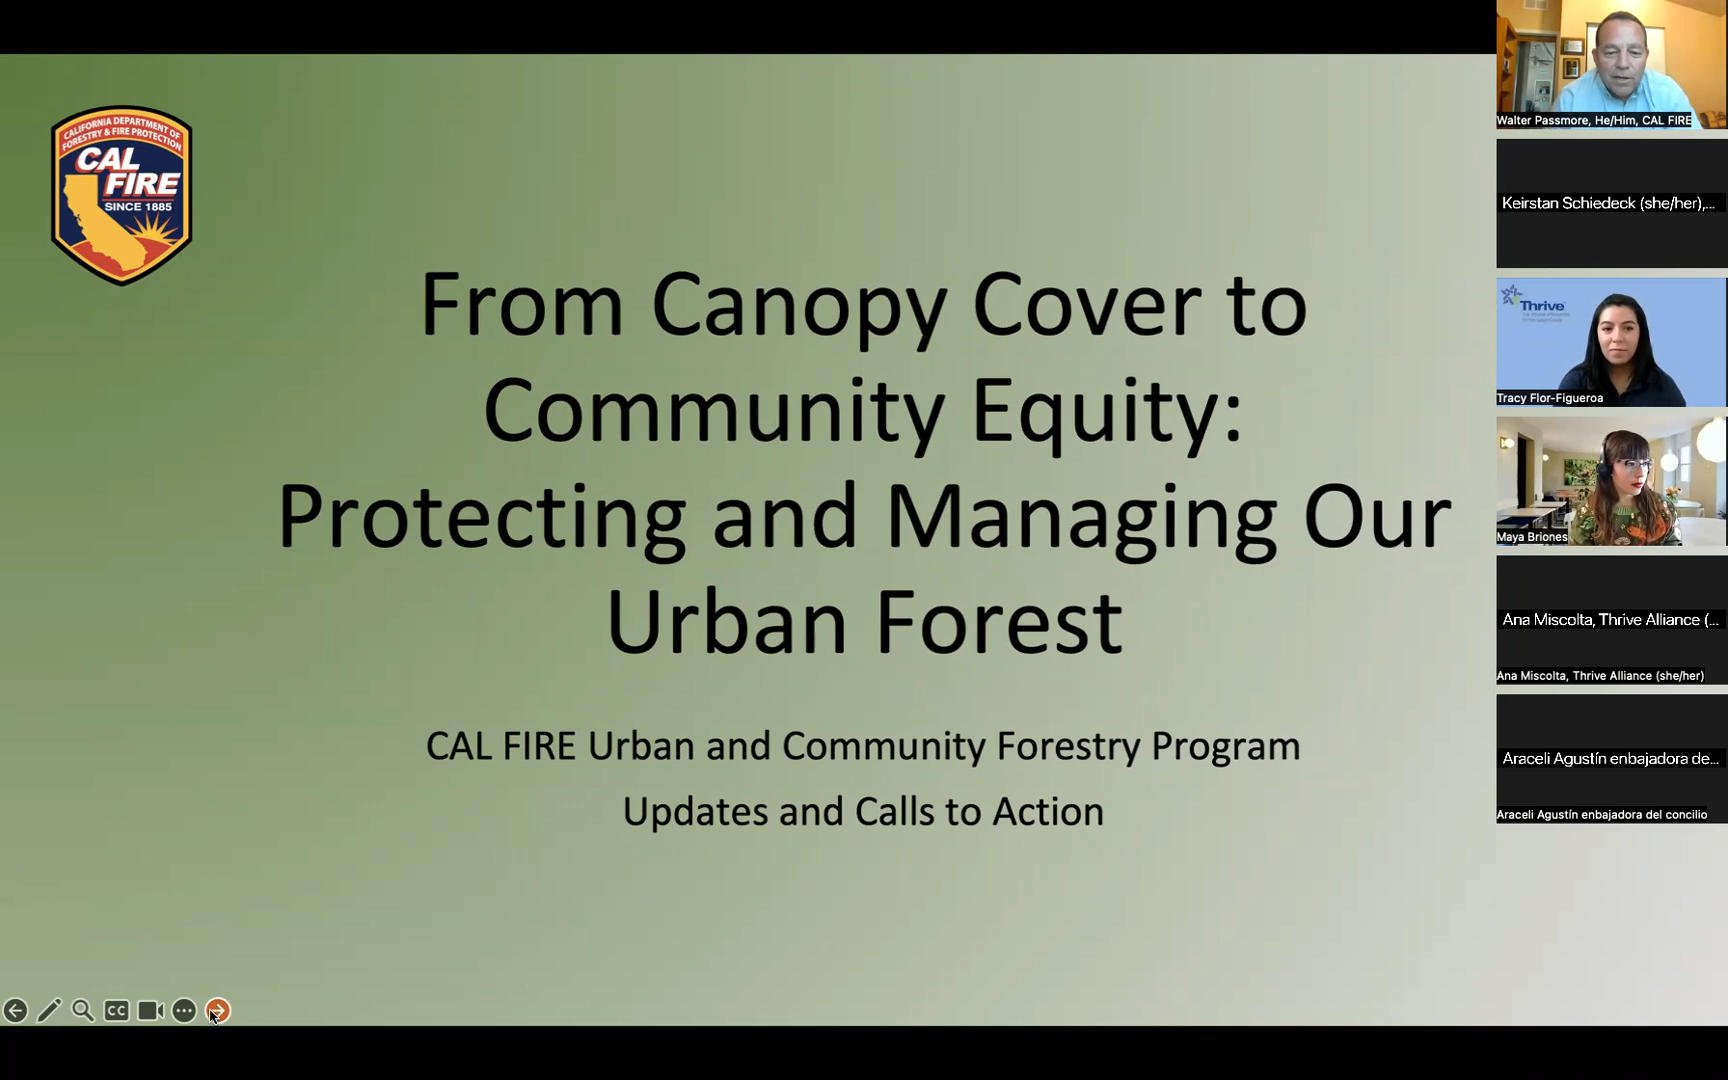 CALIFORNIA DEPARTMENT OF
FORESTRY & FIRE PROTECTION
CAL
FIRE
SINCE 1885
From Canopy Cover to
Community Equity:
Protecting and Managing Our
Urban Forest
CAL FIRE Urban and Community Forestry Program
Updates and Calls to Action
CC
Walter Passmore, He/Him, CAL FIRE
Keirstan Schiedeck (she/her),...
Thrive
Tracy Flor-Figueroa
Maya Briones
Ana Miscolta, Thrive Alliance (...
Ana Miscolta, Thrive Alliance (she/her)
Araceli Agustín enbajadora de...
Araceli Agustín enbajadora del concilio